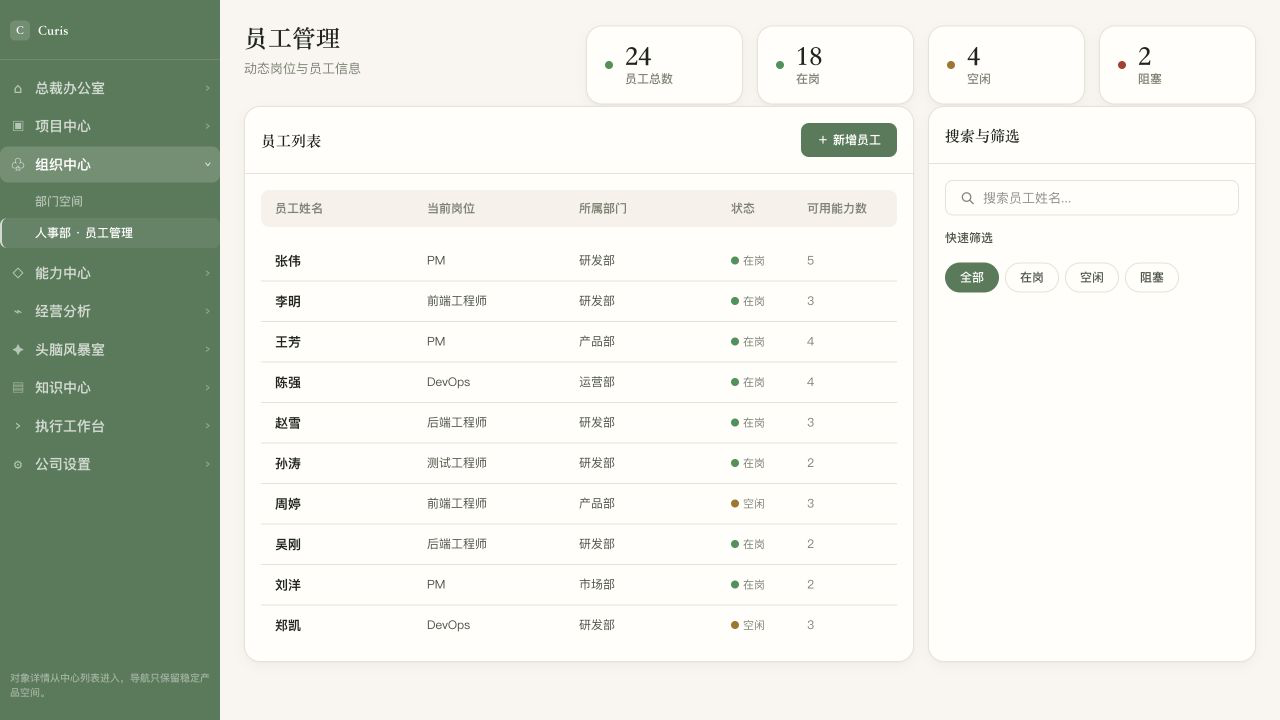 C Curis
总裁办公室
项目中心
组织中心
部门空间
人事部 · 员工管理
能力中心
经营分析
头脑风暴室
知识中心
执行工作台
公司设置
对象详情从中心列表进入，导航只保留稳定产
品空间。
员工管理
动态岗位与员工信息
24
员工总数
18
在岗
4
空闲
2
阻塞
员工列表
+ 新增员工
员工姓名 当前岗位 所属部门 状态 可用能力数
张伟 PM 研发部 在岗 5
李明 前端工程师 研发部 在岗 3
王芳 PM 产品部 在岗 4
陈强 DevOps 运营部 在岗 4
赵雪 后端工程师 研发部 在岗 3
孙涛 测试工程师 研发部 在岗 2
周婷 前端工程师 产品部 空闲 3
吴刚 后端工程师 研发部 在岗 2
刘洋 PM 市场部 在岗 2
郑凯 DevOps 研发部 空闲 3
搜索与筛选
搜索员工姓名...
快速筛选
全部 在岗 空闲 阻塞